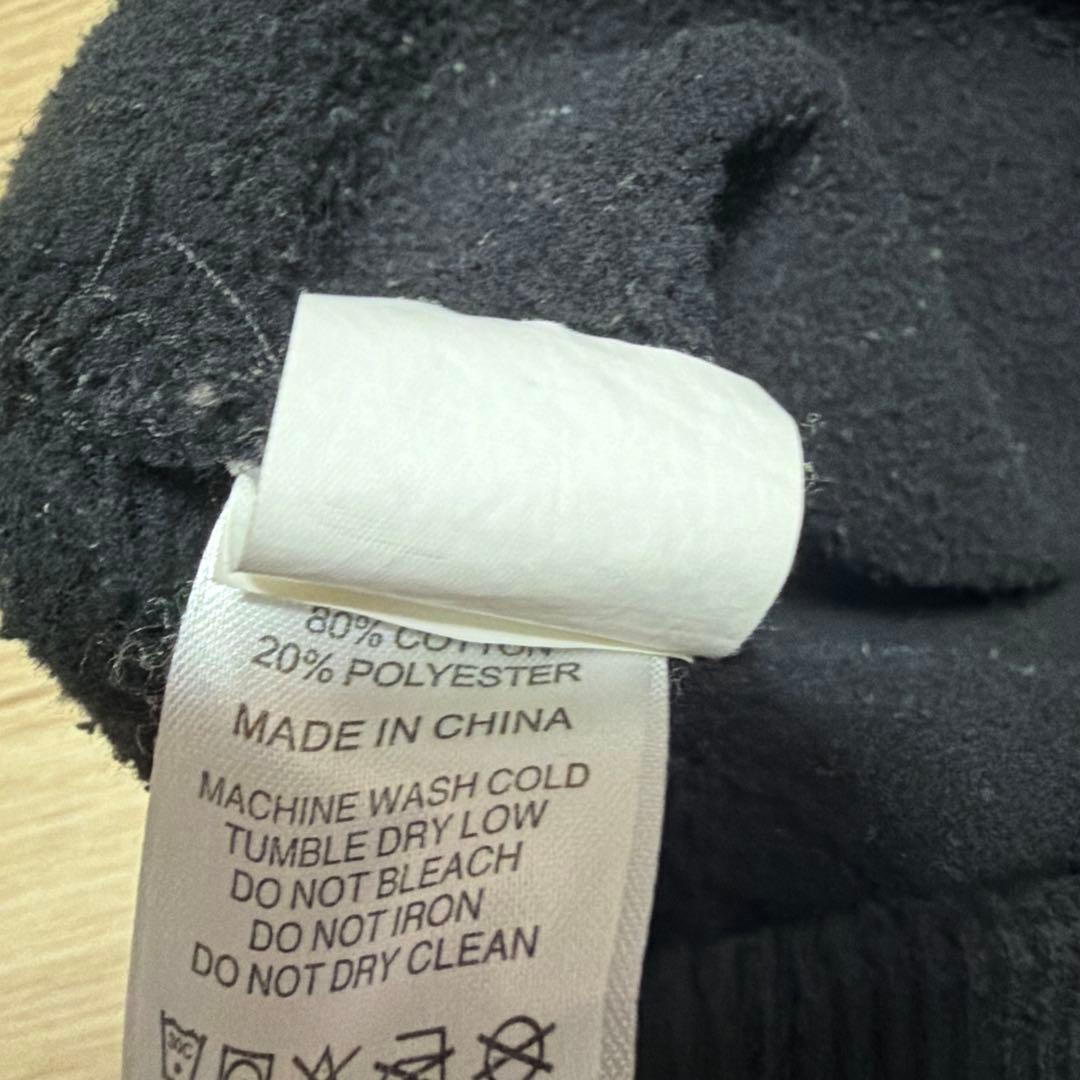 80% COTTON
20% POLYESTER
MADE IN CHINA
MACHINE WASH COLD
TUMBLE DRY LOW
DO NOT BLEACH
DO NOT IRON
DO NOT DRY CLEAN
30C